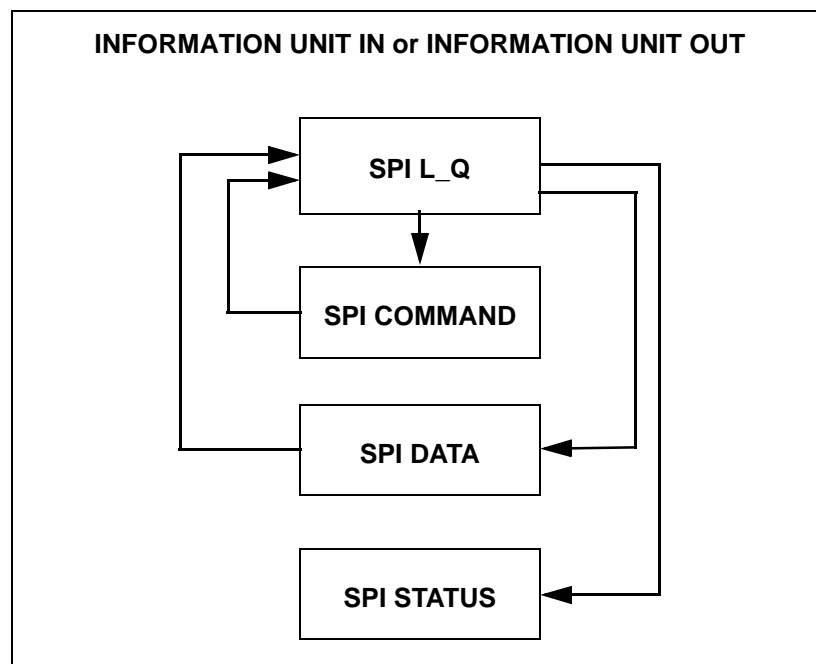 INFORMATION UNIT IN or INFORMATION UNIT OUT
SPI L_Q
SPI COMMAND
SPI DATA
SPI STATUS